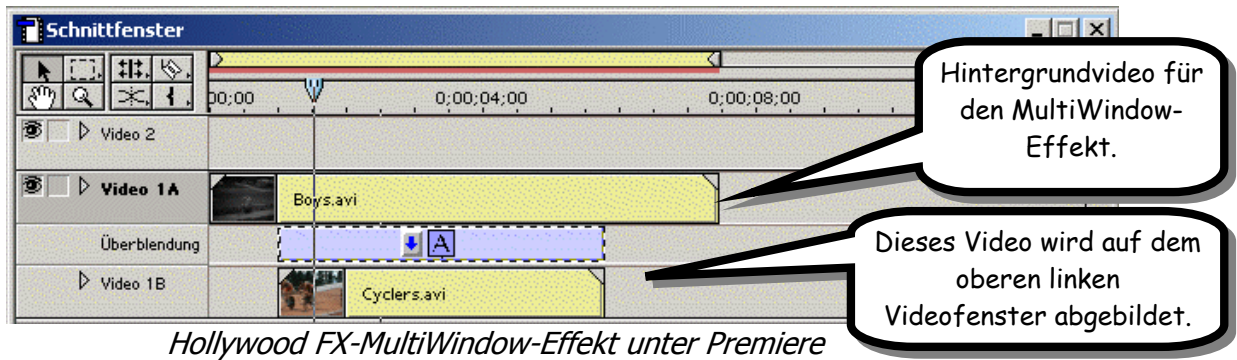 Schnittfenster
Hintergrundvideo für
den MultiWindow-
Effekt.
00;00 0;00;04;00 0;00;08;00
Video 2
Video 1A
Boys.avi
Überblendung
A
Dieses Video wird auf dem
oberen linken
Videofenster abgebildet.
Video 1B
Cyclers.avi
Hollywood FX-MultiWindow-Effekt unter Premiere